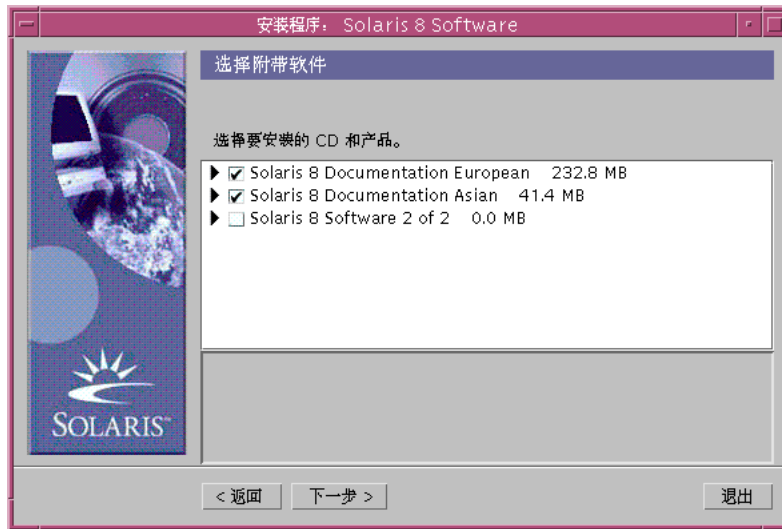 安装程序： Solaris 8 Software
选择附带软件
选择要安装的 CD 和产品。
Solaris 8 Documentation European 232.8 MB
Solaris 8 Documentation Asian 41.4 MB
Solaris 8 Software 2 of 2 0.0 MB
SOLARIS™
< 返回
下一步 >
退出